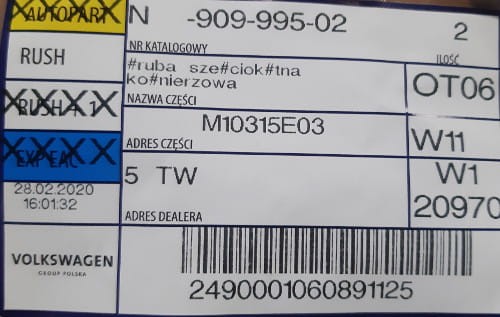 AUTOPART
N -909-995-02
2
NR KATALOGOWY
ILOŚĆ
RUSH
#ruba sze#ciok#tna
ko#nierzowa
NAZWA CZĘŚCI
OT06
XXXX
RUSH + 1
M10315E03
ADRES CZĘŚCI
W11
XXXX
EXP EAC
28.02.2020
16:01:32
5 TW
ADRES DEALERA
W1
20970
VOLKSWAGEN
GROUP POLSKA
2490001060891125